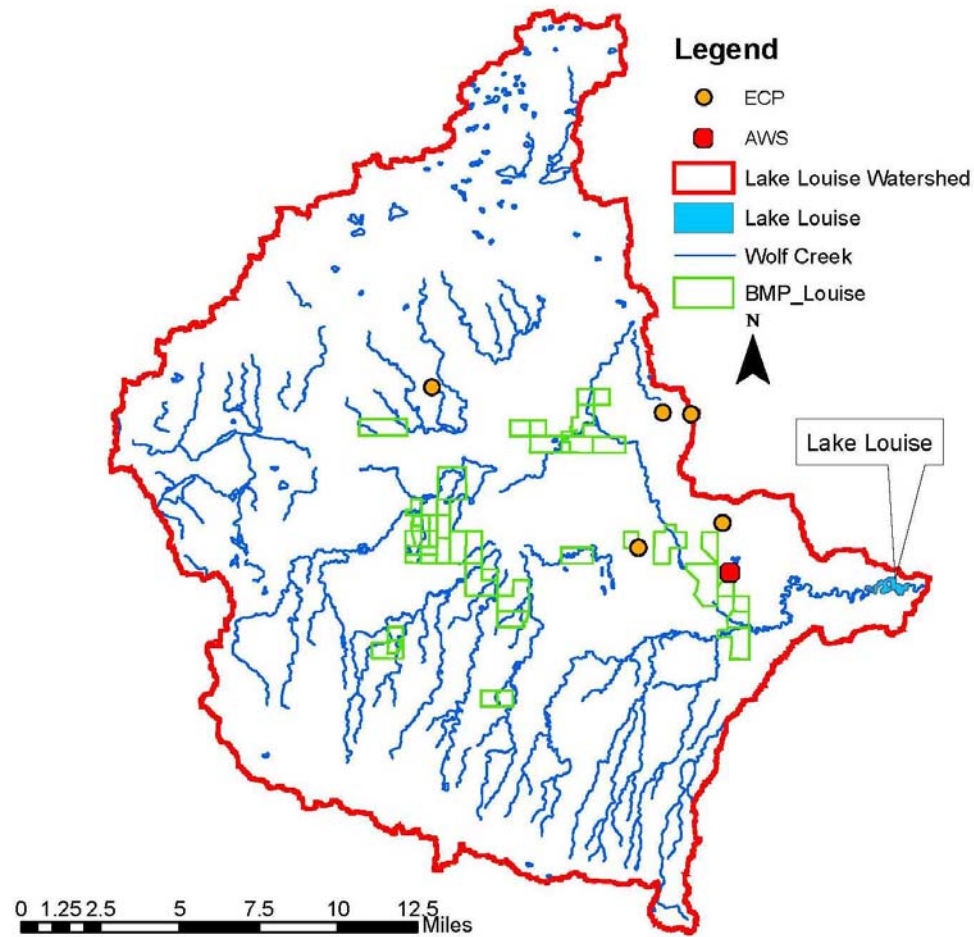 Legend
ECP
AWS
Lake Louise Watershed
Lake Louise
Wolf Creek
BMP_Louise
N
Lake Louise
0 1.25 2.5 5 7.5 10 12.5
Miles